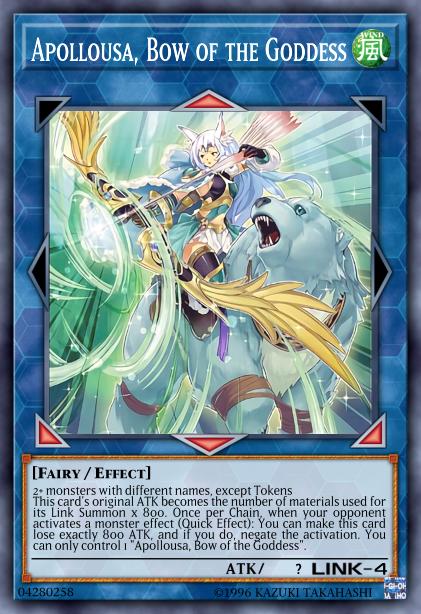 Apollousa, Bow of the Goddess
WIND
風
[Fairy / Effect]
2+ monsters with different names, except Tokens
This card's original ATK becomes the number of materials used for
its Link Summon x 800. Once per Chain, when your opponent
activates a monster effect (Quick Effect): You can make this card
lose exactly 800 ATK, and if you do, negate the activation. You
can only control 1 "Apollousa, Bow of the Goddess".
ATK/ ? LINK-4
04280258 ©1996 KAZUKI TAKAHASHI